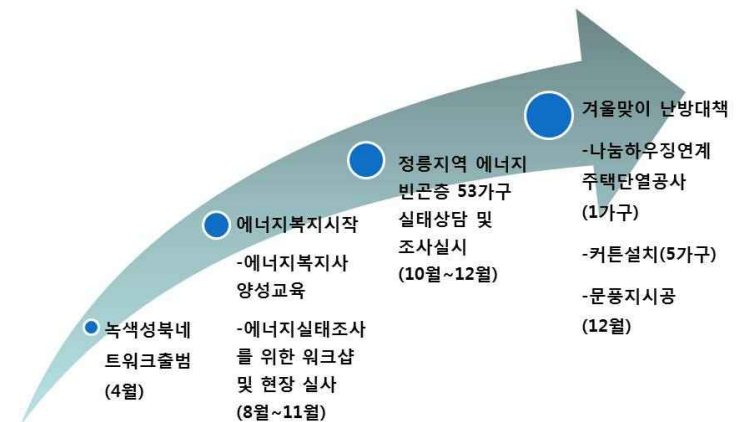 녹색성북네
트워크출범
(4월)
에너지복지시작
-에너지복지사
양성교육
-에너지실태조사
를 위한 워크샵
및 현장 실사
(8월~11월)
정릉지역 에너지
빈곤층 53가구
실태상담 및
조사실시
(10월~12월)
겨울맞이 난방대책
-나눔하우징연계
주택단열공사
(1가구)
-커튼설치(5가구)
-문풍지시공
(12월)